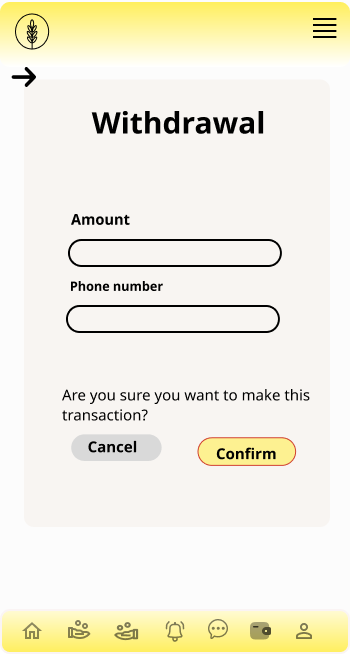 Withdrawal
Amount
Phone number
Are you sure you want to make this
transaction?
Cancel
Confirm